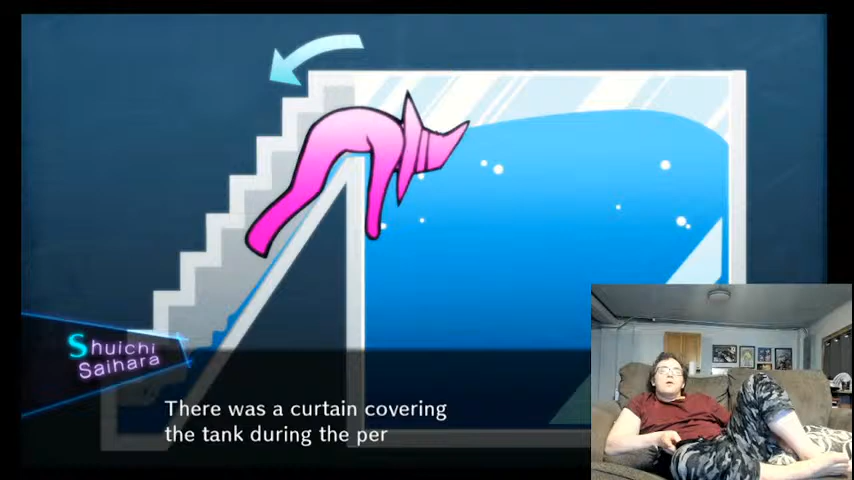 Shuichi
Saihara
There was a curtain covering
the tank during the per